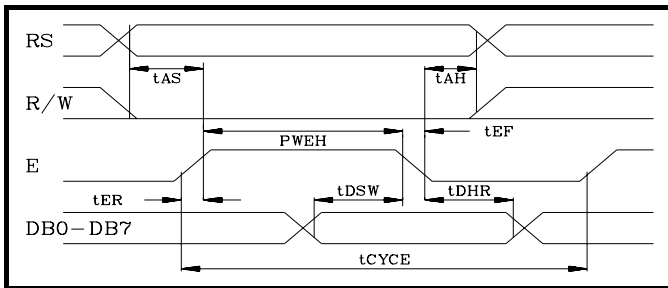 RS
tAS
tAH
R/W
PWEH
tEF
E
tER
tDSW
tDHR
DB0-DB7
tCYCE